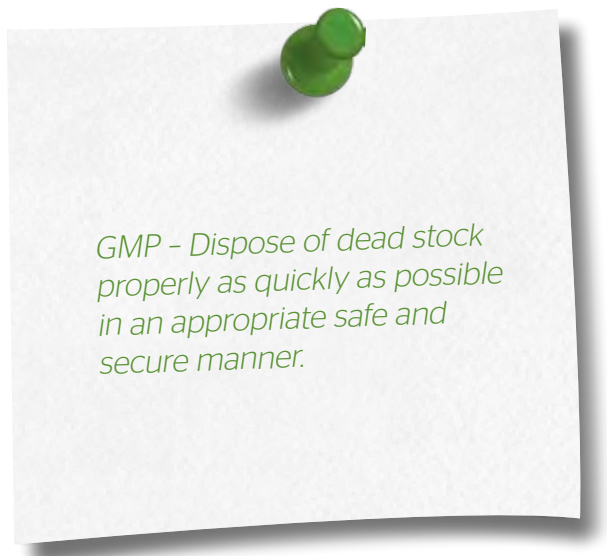 GMP – Dispose of dead stock
properly as quickly as possible
in an appropriate safe and
secure manner.